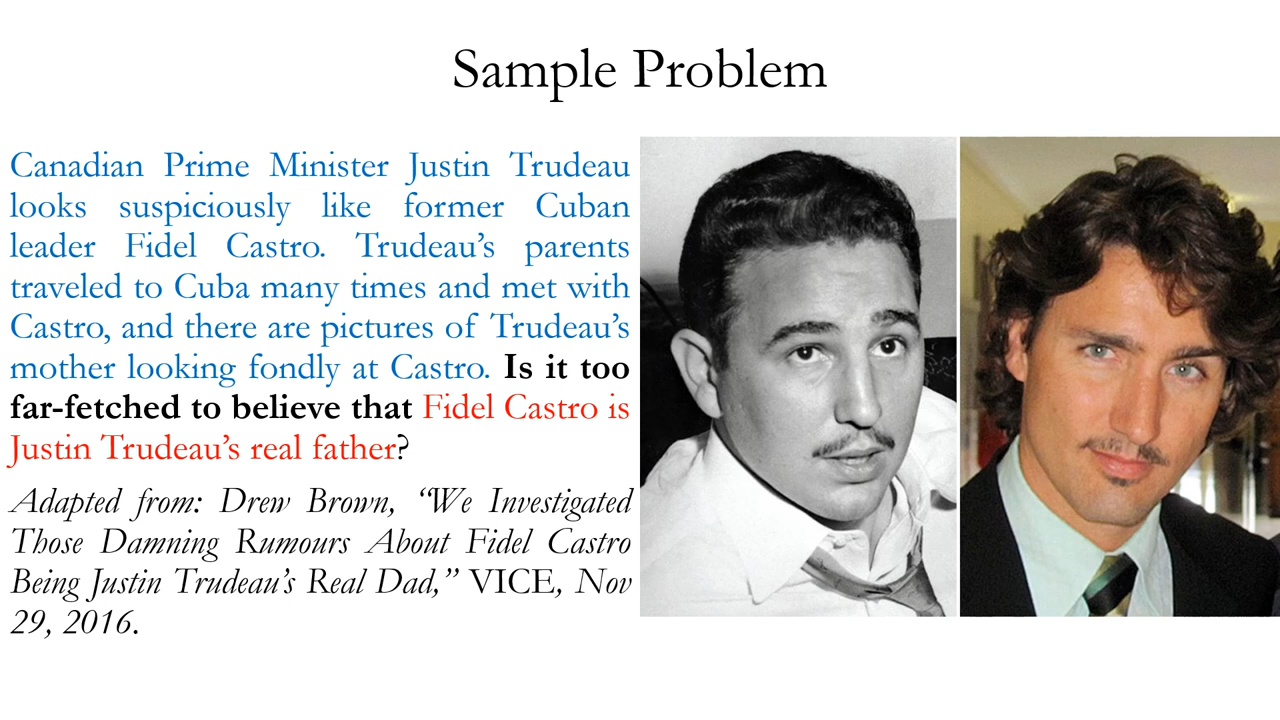 Sample Problem
Canadian Prime Minister Justin Trudeau
looks suspiciously like former Cuban
leader Fidel Castro. Trudeau’s parents
traveled to Cuba many times and met with
Castro, and there are pictures of Trudeau’s
mother looking fondly at Castro. Is it too
far-fetched to believe that Fidel Castro is
Justin Trudeau’s real father?
Adapted from: Drew Brown, “We Investigated
Those Damning Rumours About Fidel Castro
Being Justin Trudeau’s Real Dad,” VICE, Nov
29, 2016.